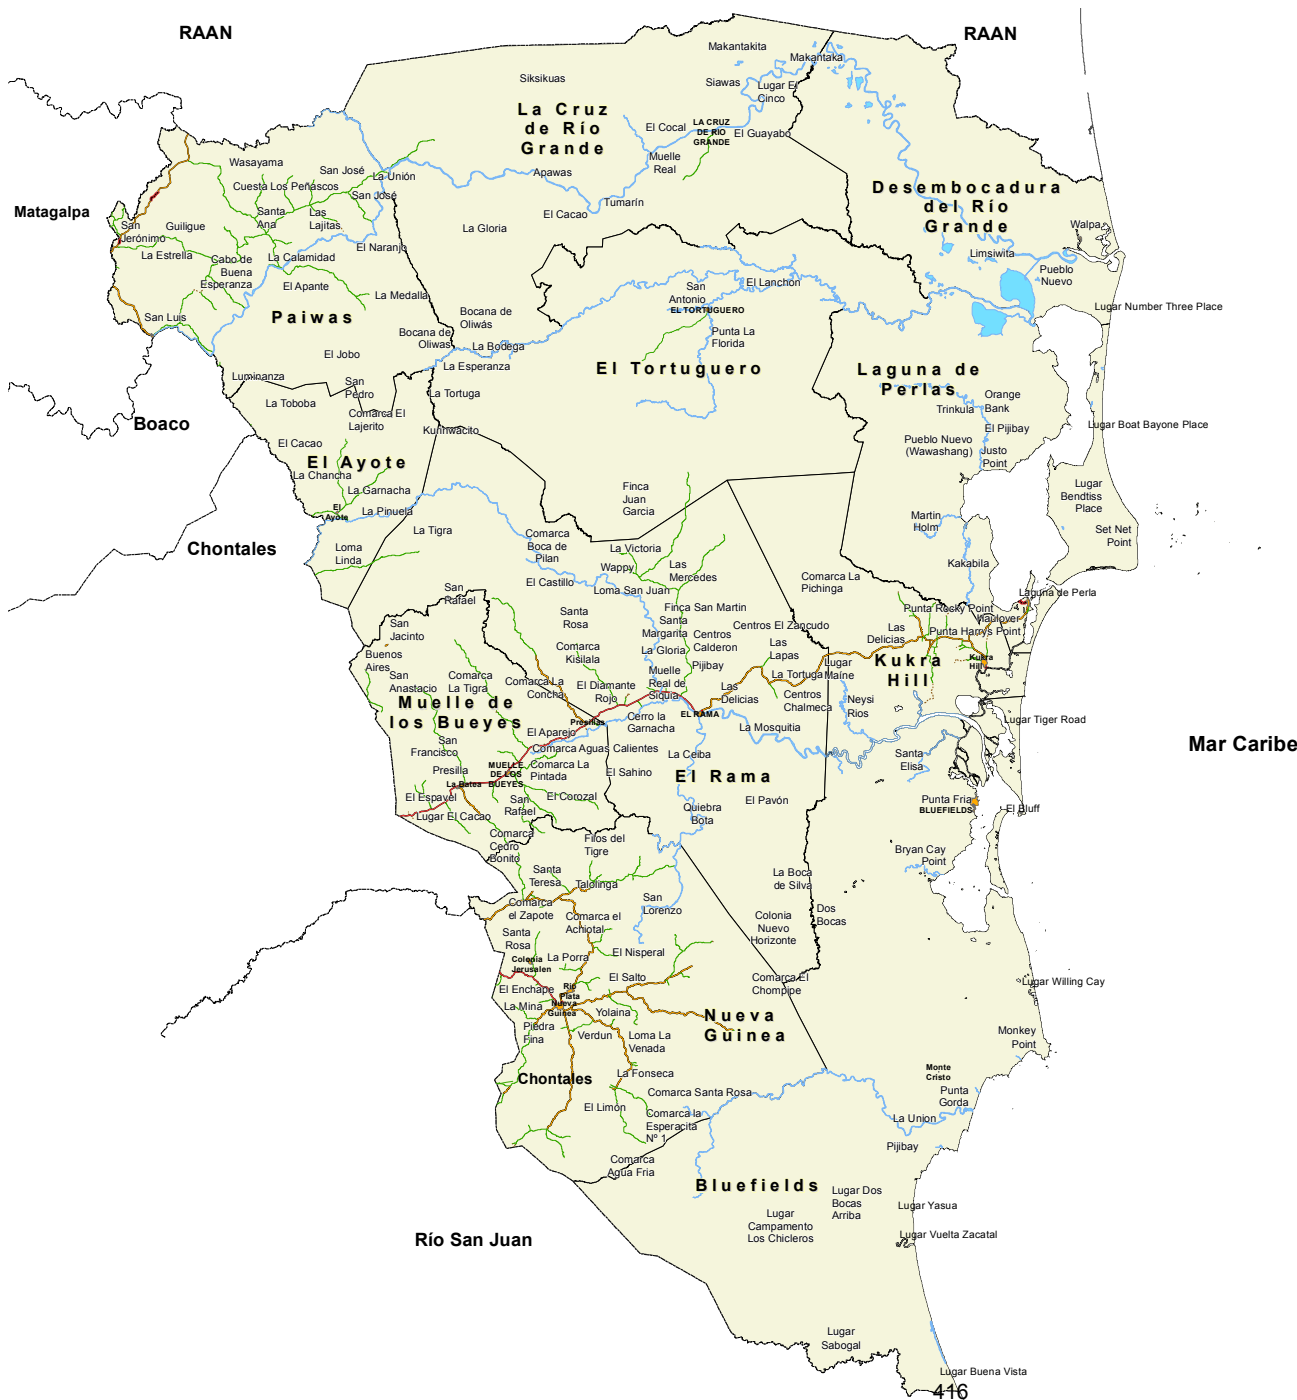 RAAN
RAAN
Makantakita
Makantaka
Siksikuas
Siawas
Lugar El
Cinco
La Cruz
de Río
Grande
El Cocal
LA CRUZ
DE RÍO
GRANDE
El Guayabo
Muelle
Real
Apawas
Tumarín
El Cacao
La Gloria
Wasayama
San José
La Unión
Cuesta Los Peñascos
San José
Matagalpa
San
Jerónimo
Guiligue
Santa
Ana
Las
Lajitas
El Naranjo
La Estrella
Cabo de
Buena
Esperanza
La Calamidad
El Apante
La Medalla
San Luis
Paiwas
Bocana de
Oliwas
El Jobo
Luminanza
Desembocadura
del Río
Grande
Walpa
Limsiwita
Pueblo
Nuevo
Lugar Number Three Place
San
Antonio
El Lanchon
EL TORTUGUERO
Punta La
Florida
Bocana de
Oliwás
La Bodega
La Esperanza
El Tortuguero
La Tortuga
Kurinwacito
Laguna de
Perlas
Orange
Bank
Trinkula
El Pijibay
Pueblo Nuevo
(Wawashang)
Justo
Point
Lugar Boat Bayone Place
Boaco
San
Pedro
La Toboba
Comarca El
Lajerito
El Cacao
El Ayote
La Chancha
La Garnacha
El
Ayote
La Pinuela
Loma
Linda
Chontales
Lugar
Bendtiss
Place
Set Net
Point
Martin
Holm
Kakabila
Laguna de Perla
Finca
Juan
Garcia
La Tigra
Comarca
Boca de
Pilan
La Victoria
Wappy
Las
Mercedes
El Castillo
Loma San Juan
Comarca La
Pichinga
San
Rafael
Santa
Rosa
Finca San Martin
Santa
Margarita
Centros
Calderon
Centros El Zancudo
Las
Lapas
La Gloria
Pijibay
Punta Rocky Point
Haulover
Las
Delicias
Punta Harrys Point
Kukra
Hill
Kukra
Hill
San
Jacinto
Buenos
Aires
San
Anastacio
Comarca
La Tigra
Comarca
Kisilala
Comarca La
Concha
El Diamante
Rojo
Muelle
Real de
Siquia
La Tortuga
Lugar
Maine
Las
Delicias
Centros
Chalmeca
Neysi
Rios
Muelle de
los Bueyes
Presillas
Cerro la
Garnacha
EL RAMA
La Mosquitia
El Aparejo
Comarca Aguas Calientes
La Ceiba
San
Francisco
Presilla
MUELLE
DE LOS
BUEYES
Comarca La
Pintada
El Sahino
El Rama
La Batea
El Espavel
San
Rafael
El Corozal
El Pavón
Quiebra
Bota
Lugar El Cacao
Lugar Tiger Road
Mar Caribe
Santa
Elisa
Punta Fria
BLUEFIELDS
El Bluff
Bryan Cay
Point
Comarca
Cedro
Bonito
Filos del
Tigre
Santa
Teresa
Talolinga
La Boca
de Silva
Comarca
el Zapote
Comarca el
Achiotal
San
Lorenzo
Colonia
Nuevo
Horizonte
Dos
Bocas
Santa
Rosa
Colonia
Jerusalen
La Porra
El Nisperal
El Salto
Comarca El
Chompipe
El Enchape
Rio
Plata
La Mina
Nueva
Guinea
Yolaina
Piedra
Fina
Verdun
Loma La
Venada
Nueva
Guinea
La Fonseca
Chontales
El Limón
Comarca Santa Rosa
Comarca la
Esperacita
Nº 1
Comarca
Agua Fria
Lugar Willing Cay
Monkey
Point
Monte
Cristo
Punta
Gorda
La Union
Pijibay
Bluefields
Lugar Dos
Bocas
Arriba
Lugar
Campamento
Los Chicleros
Lugar Yasua
Lugar Vuelta Zacatal
Río San Juan
Lugar
Sabogal
Lugar Buena Vista
416